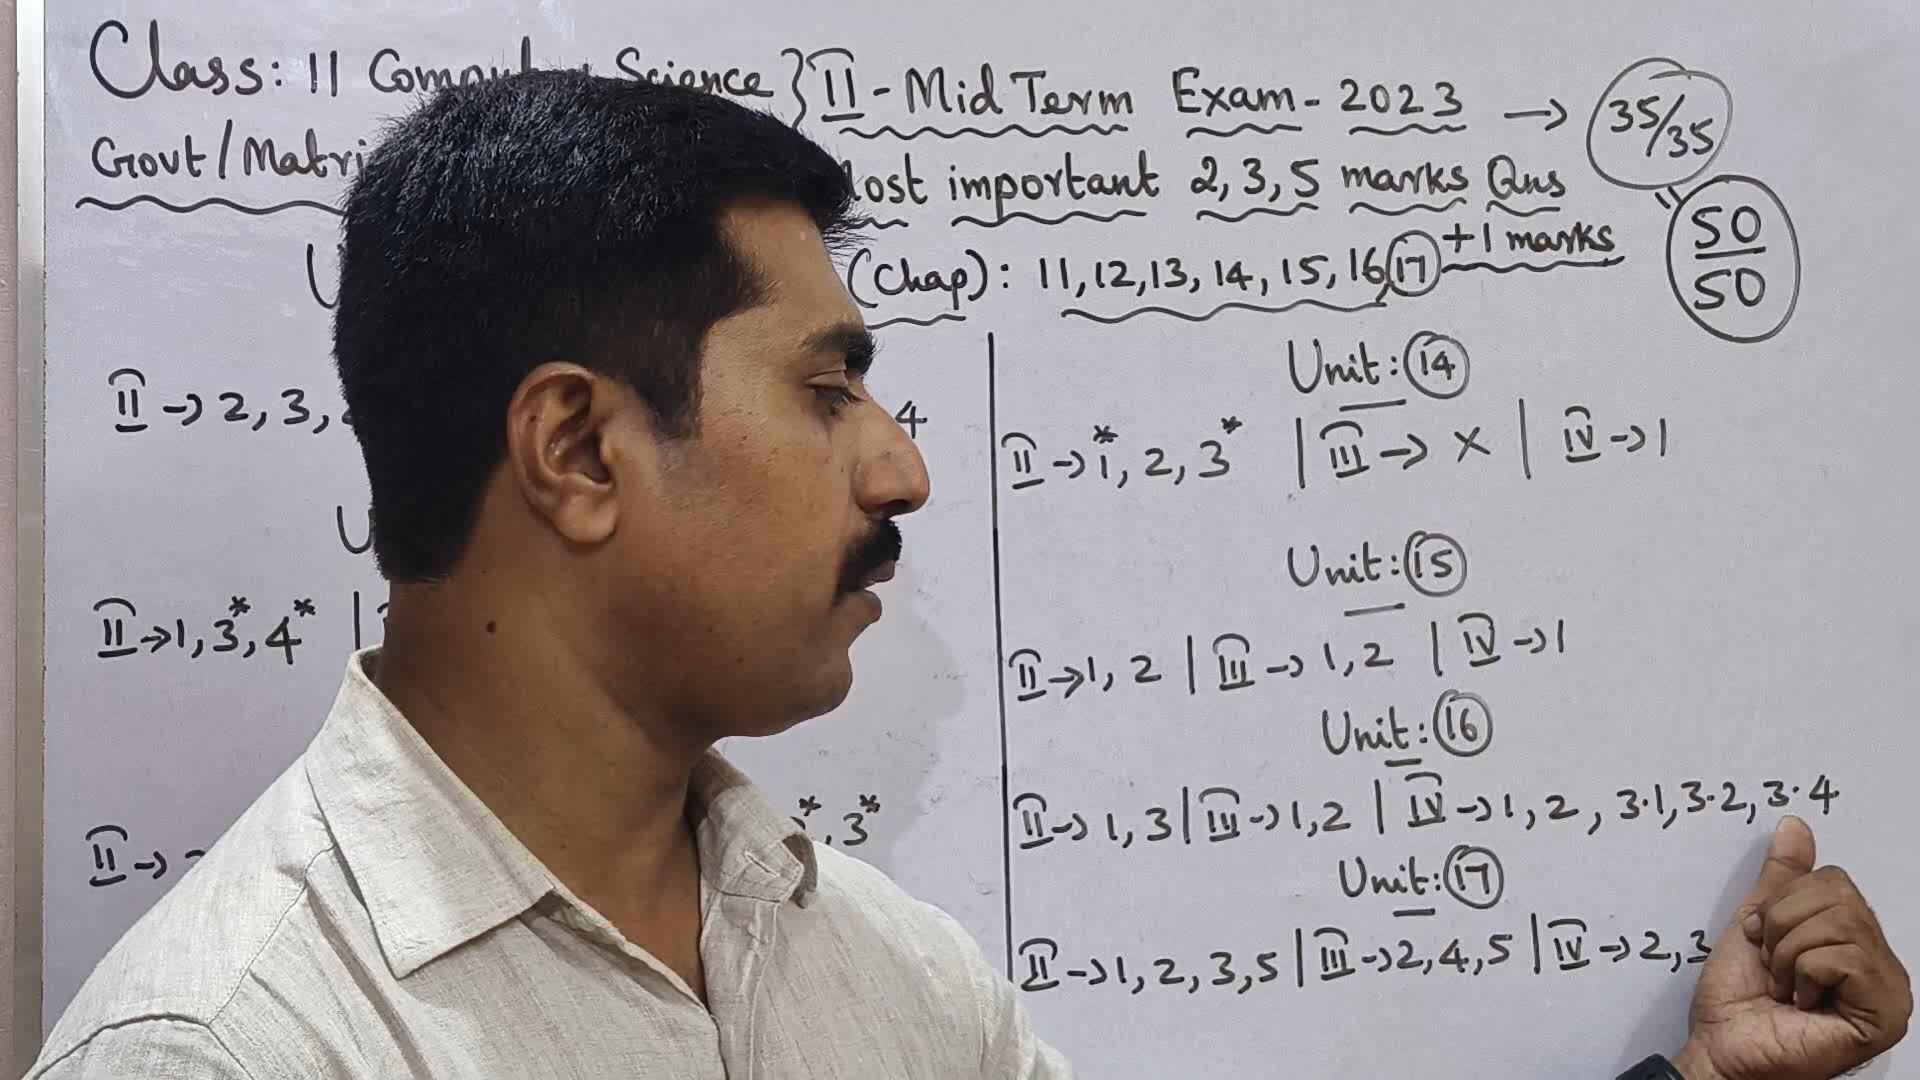 Class: 11 Computer Science } II - Mid Term Exam - 2023 → 35/35
Govt/Matri Most important 2, 3, 5 marks Qns 50/50
(Chap): 11, 12, 13, 14, 15, 16, 17 +1 marks
Unit: 14
II → 2, 3, 4
II → 1*, 2, 3* | III → × | IV → 1
Unit: 15
II → 1, 3*, 4* |
II → 1, 2 | III → 1, 2 | IV → 1
Unit: 16
II → *, 3*
II → 1, 3 | III → 1, 2 | IV → 1, 2, 3.1, 3.2, 3.4
Unit: 17
II → 1, 2, 3, 5 | III → 2, 4, 5 | IV → 2, 3